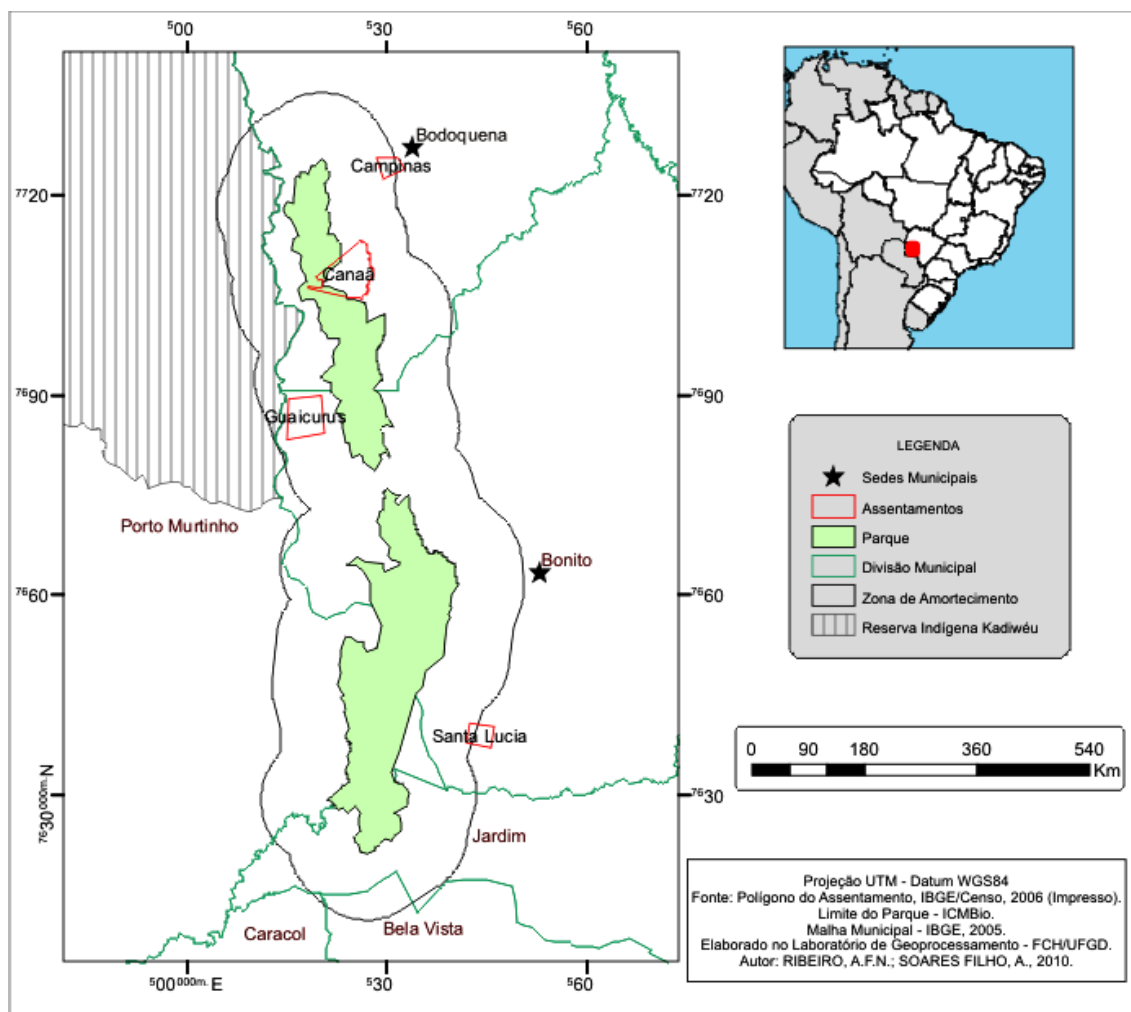 ⁵00 ⁵30 ⁶60
Bodoquena
Campinas
⁷⁷20 ⁷⁷20
Canaã
⁷⁶90 ⁷⁶90
Guaicurus
Porto Murtinho
Bonito
⁷⁶60 ⁷⁶60
Santa Lucia
⁷⁶30⁰⁰⁰ᵐ·N ⁷⁶30
Jardim
Caracol
Bela Vista
⁵00⁰⁰⁰ᵐ·E ⁵30 ⁵60
LEGENDA
Sedes Municipais
Assentamentos
Parque
Divisão Municipal
Zona de Amortecimento
Reserva Indígena Kadiwéu
0 90 180 360 540
Km
Projeção UTM - Datum WGS84
Fonte: Polígono do Assentamento, IBGE/Censo, 2006 (Impresso).
Limite do Parque - ICMBio.
Malha Municipal - IBGE, 2005.
Elaborado no Laboratório de Geoprocessamento - FCH/UFGD.
Autor: RIBEIRO, A.F.N.; SOARES FILHO, A., 2010.